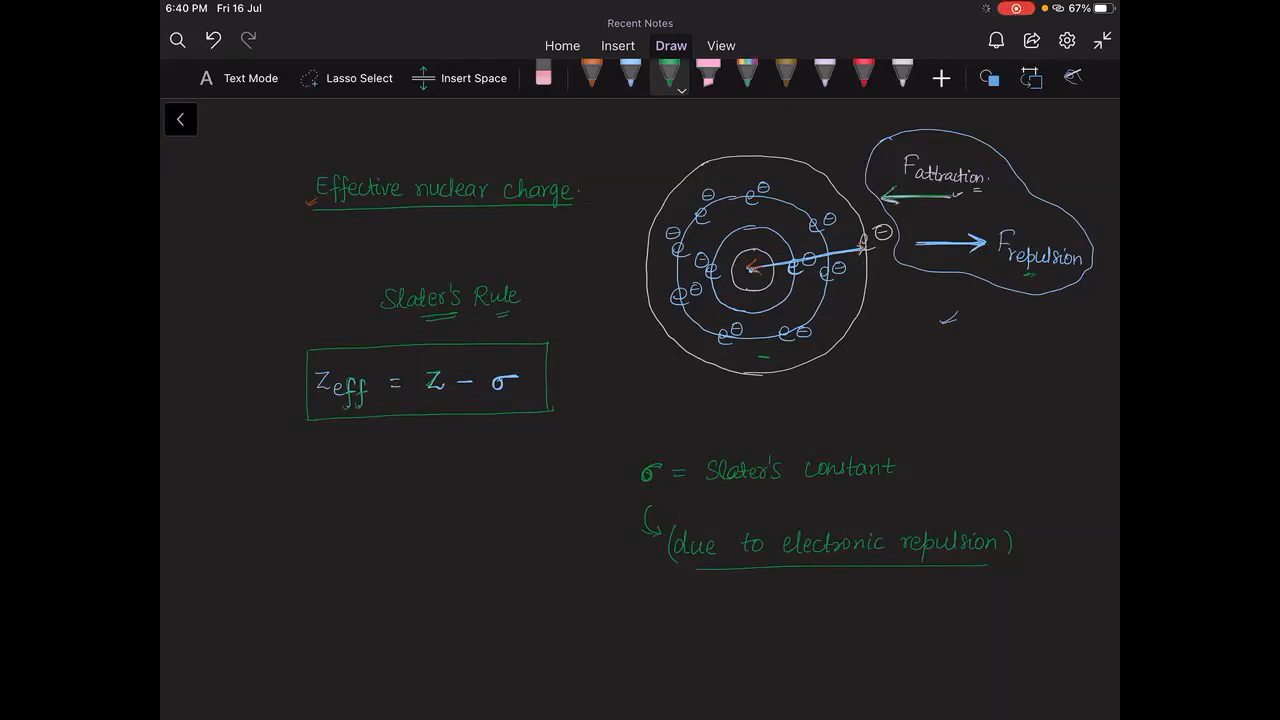 6:40 PM Fri 16 Jul
67%
Recent Notes
Home Insert Draw View
Text Mode Lasso Select Insert Space
Effective nuclear charge.
Slater's Rule
Zeff = Z - σ
e⊖ e⊖
e⊖ e⊖
e⊖ e⊖ e⊖
e⊖ e⊖
e⊖ e⊖
Fattraction.
Frepulsion
σ = Slater's constant
(due to electronic repulsion)